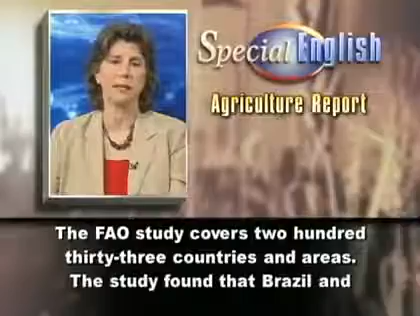 Special English
Agriculture Report
The FAO study covers two hundred
thirty-three countries and areas.
The study found that Brazil and